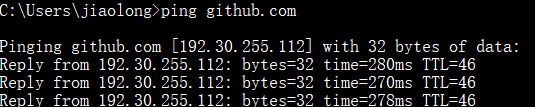 C:\Users\jiaolong>ping github.com
Pinging github.com [192.30.255.112] with 32 bytes of data:
Reply from 192.30.255.112: bytes=32 time=280ms TTL=46
Reply from 192.30.255.112: bytes=32 time=270ms TTL=46
Reply from 192.30.255.112: bytes=32 time=278ms TTL=46